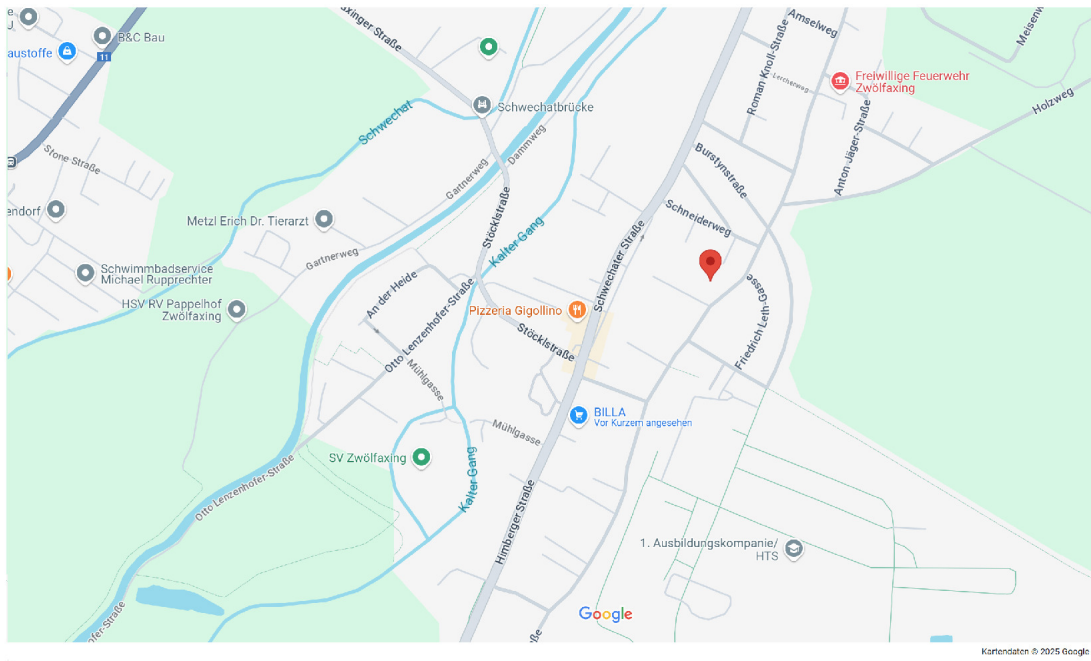 B&C Bau
austoffe
11
Stone Straße
endorf
Schwechat
Schwechatbrücke
Dammweg
Gartnerweg
Stöcklstraße
Kalter Gang
Metzl Erich Dr. Tierarzt
Gartnerweg
Schwimmbadservice
Michael Rupprechter
HSV RV Pappelhof
Zwölfaxing
An der Heide
Otto Lenzenhofer-Straße
Mühlgasse
Pizzeria Gigollino
Stöcklstraße
Schwechater Straße
Amselweg
Meisenw
Roman Knoll-Straße
Lerchenweg
Freiwillige Feuerwehr
Zwölfaxing
Holzweg
Anton Jäger-Straße
Burstynstraße
Schneiderweg
Friedrich Leth-Gasse
BILLA
Vor Kurzem angesehen
Mühlgasse
SV Zwölfaxing
Kalter Gang
Otto Lenzenhofer-Straße
Himberger Straße
1. Ausbildungskompanie/
HTS
Google
Kartendaten © 2025 Google